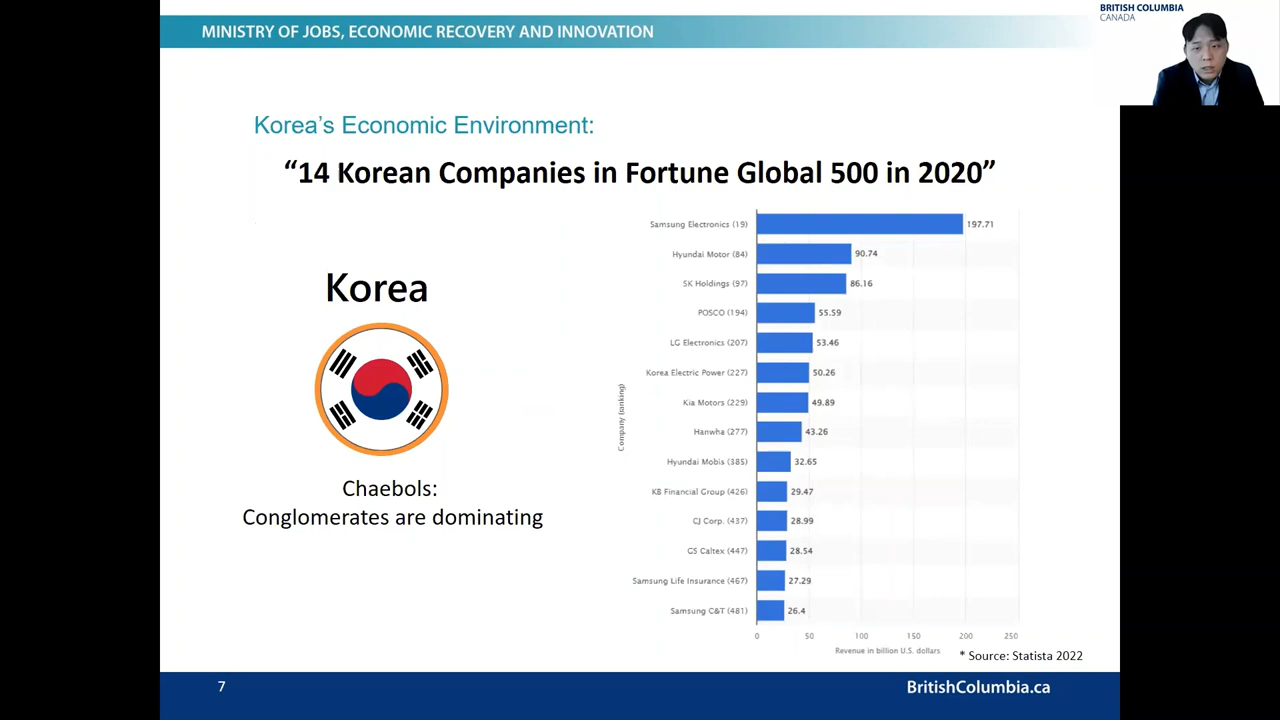 MINISTRY OF JOBS, ECONOMIC RECOVERY AND INNOVATION
BRITISH COLUMBIA
CANADA
Korea's Economic Environment:
“14 Korean Companies in Fortune Global 500 in 2020”
Korea
Chaebols:
Conglomerates are dominating
Company (ranking)
Samsung Electronics (19) 197.71
Hyundai Motor (84) 90.74
SK Holdings (97) 86.16
POSCO (194) 55.59
LG Electronics (207) 53.46
Korea Electric Power (227) 50.26
Kia Motors (229) 49.89
Hanwha (277) 43.26
Hyundai Mobis (385) 32.65
KB Financial Group (426) 29.47
CJ Corp. (437) 28.99
GS Caltex (447) 28.54
Samsung Life Insurance (467) 27.29
Samsung C&T (481) 26.4
0 50 100 150 200 250
Revenue in billion U.S. dollars
* Source: Statista 2022
7
BritishColumbia.ca